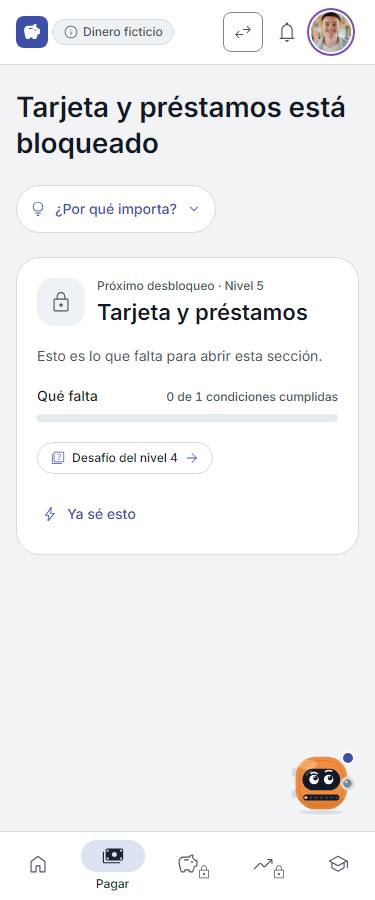 Dinero ficticio
Tarjeta y préstamos está
bloqueado
¿Por qué importa?
Próximo desbloqueo · Nivel 5
Tarjeta y préstamos
Esto es lo que falta para abrir esta sección.
Qué falta
0 de 1 condiciones cumplidas
Desafío del nivel 4
Ya sé esto
Pagar